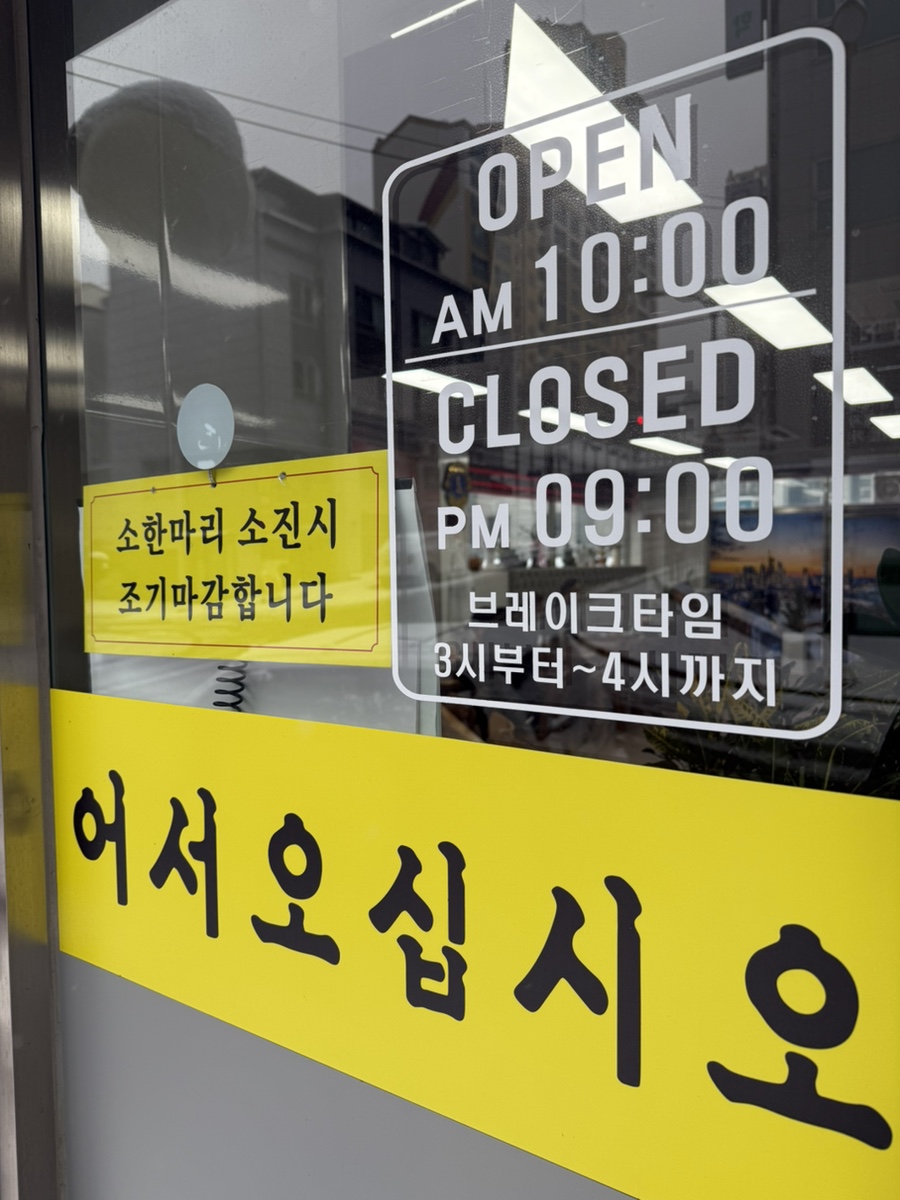 OPEN
AM 10:00
CLOSED
PM 09:00
브레이크타임
3시부터~4시까지
소한마리 소진시
조기마감합니다
어서오십시오